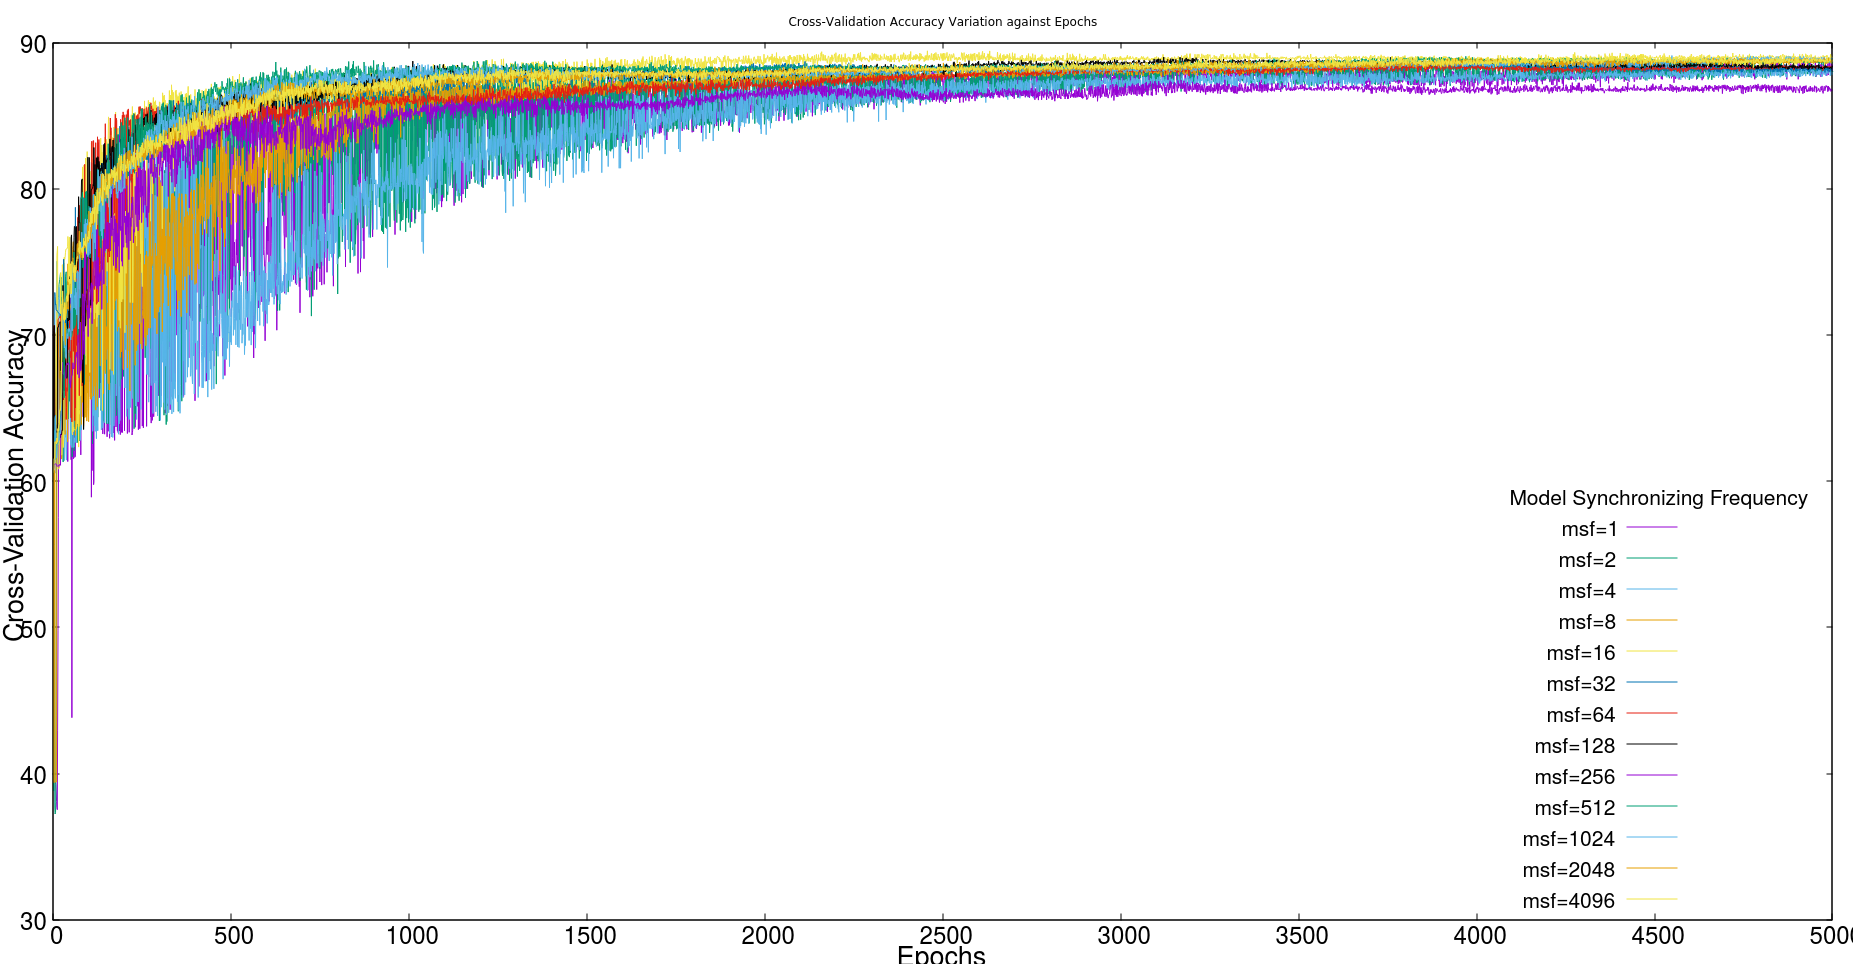 Cross-Validation Accuracy Variation against Epochs
90
80
70
60
50
40
30
Cross-Validation Accuracy
0 500 1000 1500 2000 2500 3000 3500 4000 4500 5000
Epochs
Model Synchronizing Frequency
msf=1
msf=2
msf=4
msf=8
msf=16
msf=32
msf=64
msf=128
msf=256
msf=512
msf=1024
msf=2048
msf=4096